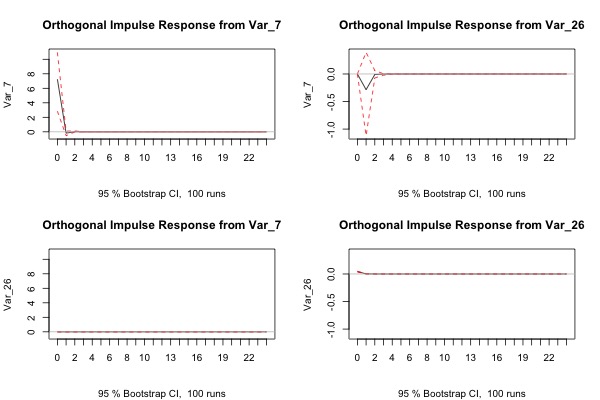 Orthogonal Impulse Response from Var_7
Var_7
0 2 4 6 8
0 2 4 6 8 10 13 16 19 22
95 % Bootstrap CI, 100 runs
Orthogonal Impulse Response from Var_26
Var_7
-1.0 -0.5 0.0
0 2 4 6 8 10 13 16 19 22
95 % Bootstrap CI, 100 runs
Orthogonal Impulse Response from Var_7
Var_26
0 2 4 6 8
0 2 4 6 8 10 13 16 19 22
95 % Bootstrap CI, 100 runs
Orthogonal Impulse Response from Var_26
Var_26
-1.0 -0.5 0.0
0 2 4 6 8 10 13 16 19 22
95 % Bootstrap CI, 100 runs